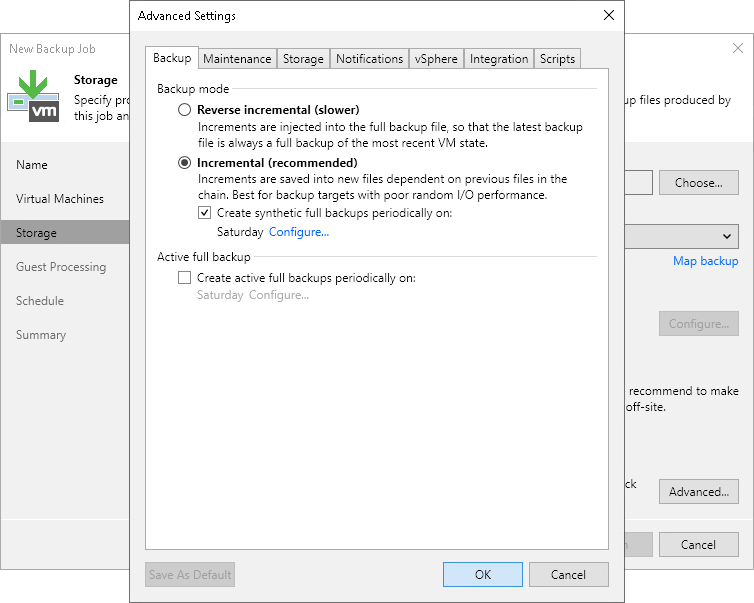 Advanced Settings
New Backup Job
Storage
Specify
this job
up files produced by
Name
Virtual Machines
Storage
Guest Processing
Schedule
Summary
vm
Backup
Maintenance
Storage
Notifications
vSphere
Integration
Scripts
Backup mode
Reverse incremental (slower)
Increments are injected into the full backup file, so that the latest backup
file is always a full backup of the most recent VM state.
Incremental (recommended)
Increments are saved into new files dependent on previous files in the
chain. Best for backup targets with poor random I/O performance.
Create synthetic full backups periodically on:
Saturday Configure...
Active full backup
Create active full backups periodically on:
Saturday Configure...
Choose...
Map backup
Configure...
recommend to make
off-site.
Advanced...
Cancel
Save As Default
OK
Cancel